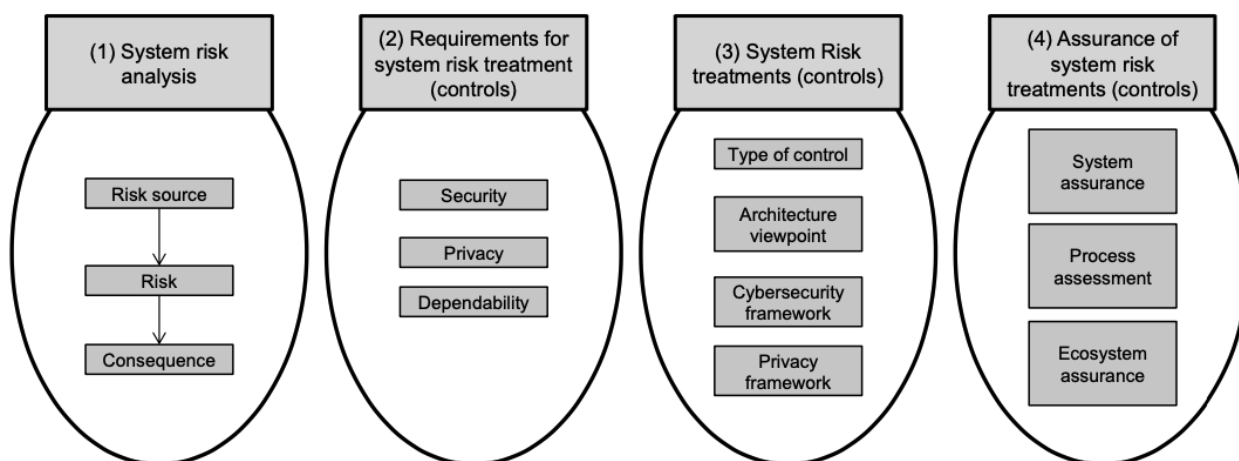 (1) System risk
analysis
Risk source
Risk
Consequence
(2) Requirements for
system risk treatment
(controls)
Security
Privacy
Dependability
(3) System Risk
treatments (controls)
Type of control
Architecture
viewpoint
Cybersecurity
framework
Privacy
framework
(4) Assurance of
system risk
treatments (controls)
System
assurance
Process
assessment
Ecosystem
assurance